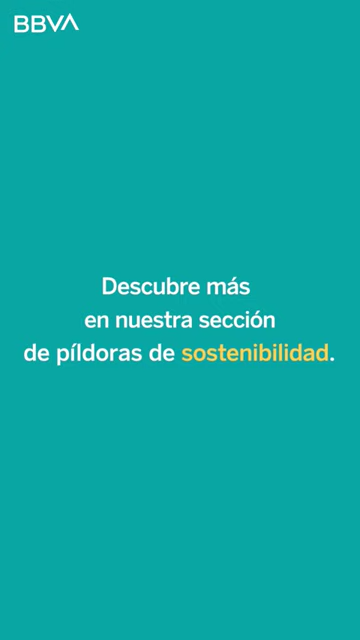 BBVA
Descubre más
en nuestra sección
de píldoras de sostenibilidad.